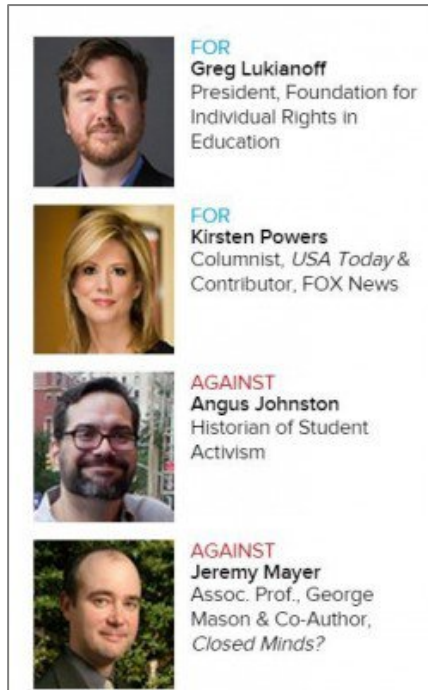 FOR
Greg Lukianoff
President, Foundation for
Individual Rights in
Education
FOR
Kirsten Powers
Columnist, USA Today &
Contributor, FOX News
AGAINST
Angus Johnston
Historian of Student
Activism
AGAINST
Jeremy Mayer
Assoc. Prof., George
Mason & Co-Author,
Closed Minds?